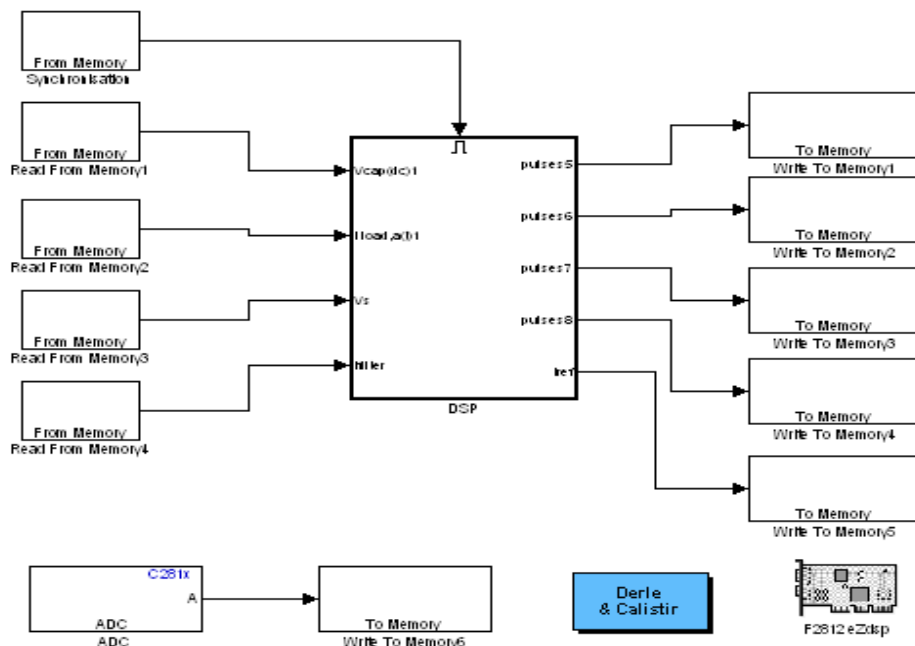 From Memory
Synchronisation
From Memory
Read From Memory1
From Memory
Read From Memory2
From Memory
Read From Memory3
From Memory
Read From Memory4
Vcap(dc)1
Iload,a(t)1
Vs
hfilter
pulses5
pulses6
pulses7
pulses8
Iref
DSP
To Memory
Write To Memory1
To Memory
Write To Memory2
To Memory
Write To Memory3
To Memory
Write To Memory4
To Memory
Write To Memory5
C281x
A
ADC
ADC
To Memory
Write To Memory6
Derle
& Calistir
F2812 eZdsp